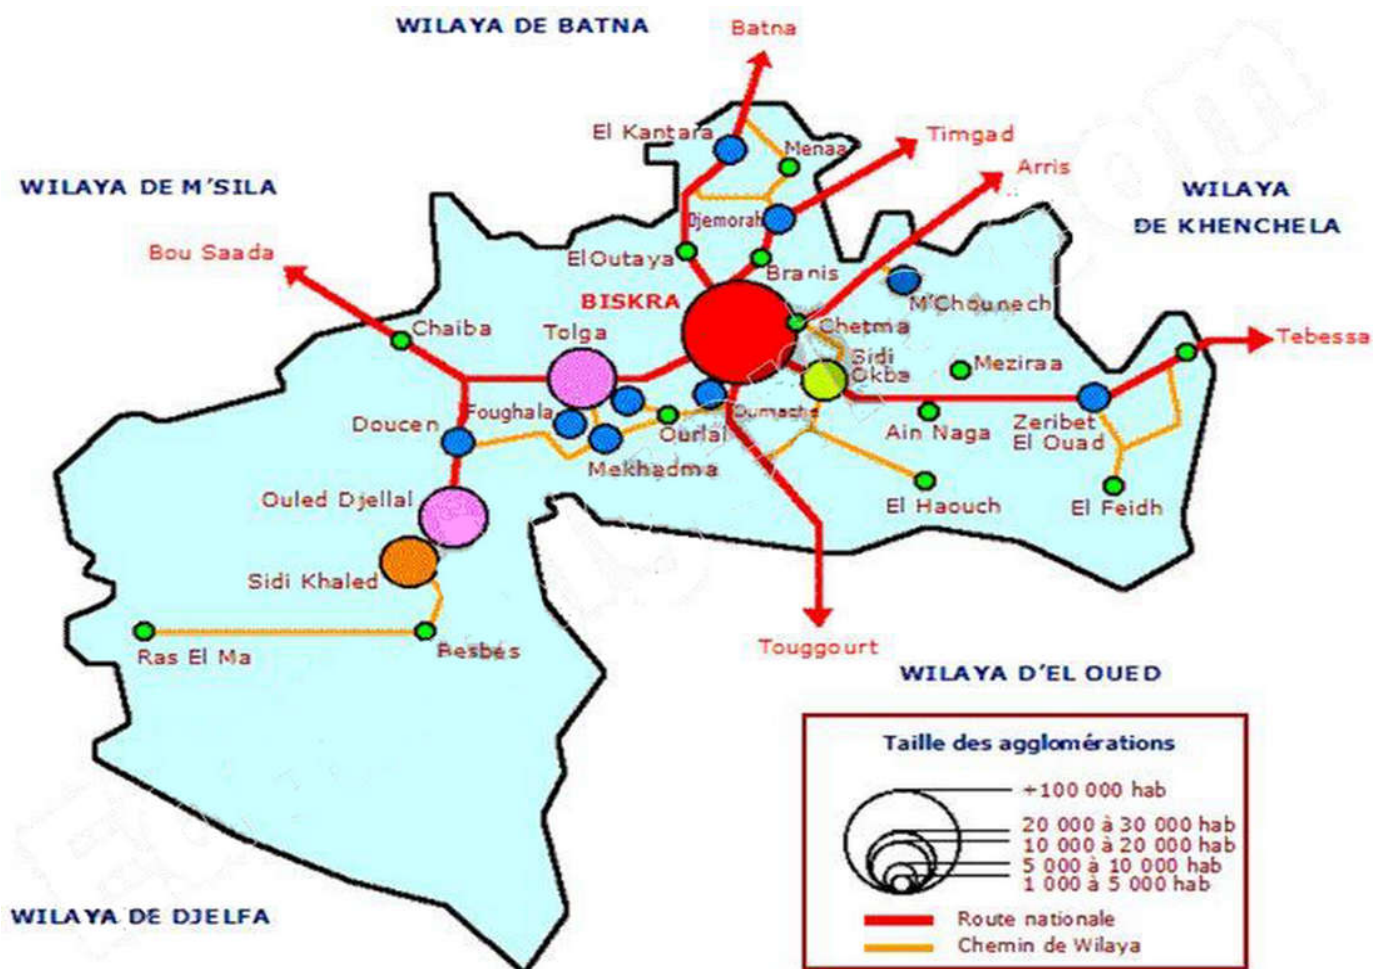 WILAYA DE BATNA
Batna
El Kantara
Menaa
Timgad
Arris
WILAYA DE M'SILA
WILAYA
DE KHENCHELA
Djemorah
Bou Saada
El Outaya
Branis
BISKRA
M'Chounech
Chaiba
Tolga
Chetma
Tebessa
Sidi
Okba
Meziraa
Foughala
Doucen
Oumache
Ourlal
Ain Naga
Zeribet
El Ouad
Mekhadma
Ouled Djellal
El Haouch
El Feidh
Sidi Khaled
Ras El Ma
Besbés
Touggourt
WILAYA D'EL OUED
Taille des agglomérations
+100 000 hab
20 000 à 30 000 hab
10 000 à 20 000 hab
5 000 à 10 000 hab
1 000 à 5 000 hab
Route nationale
Chemin de Wilaya
WILAYA DE DJELFA